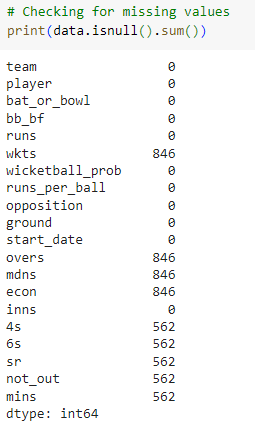 # Checking for missing values
print(data.isnull().sum())
team 0
player 0
bat_or_bowl 0
bb_bf 0
runs 0
wkts 846
wicketball_prob 0
runs_per_ball 0
opposition 0
ground 0
start_date 0
overs 846
mdns 846
econ 846
inns 0
4s 562
6s 562
sr 562
not_out 562
mins 562
dtype: int64